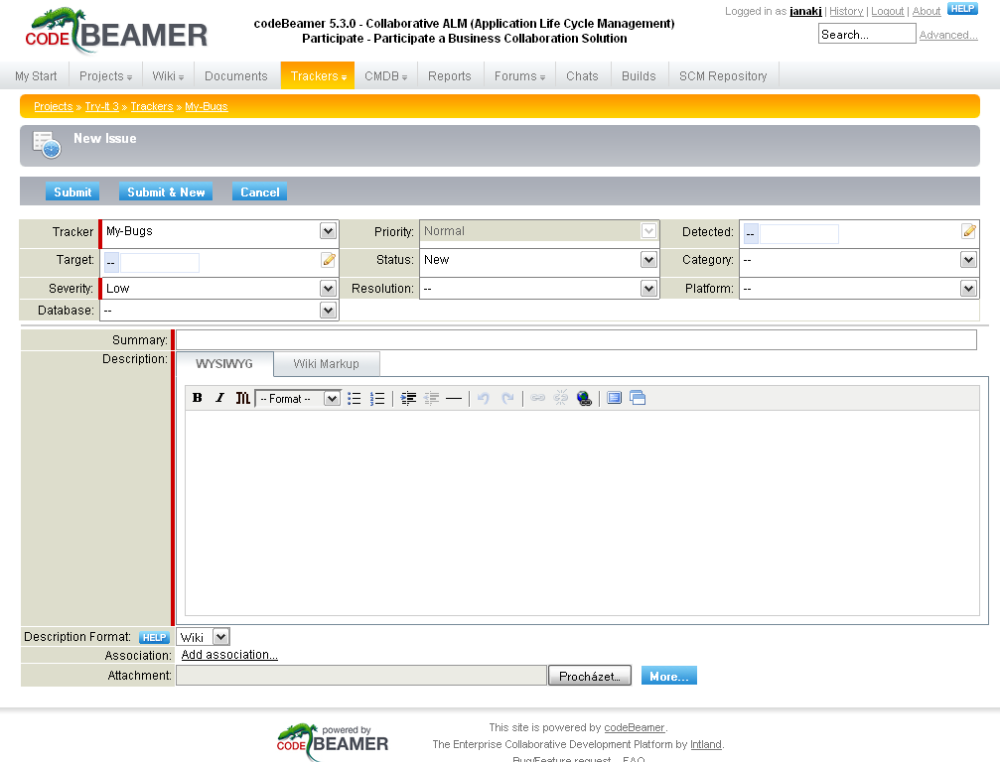 CODE BEAMER
codeBeamer 5.3.0 - Collaborative ALM (Application Life Cycle Management)
Participate - Participate a Business Collaboration Solution
Logged in as janakj | History | Logout | About HELP
Search... Advanced...
My Start Projects Wiki Documents Trackers CMDB Reports Forums Chats Builds SCM Repository
Projects » Try-It 3 » Trackers » My-Bugs
New Issue
Submit Submit & New Cancel
Tracker My-Bugs Priority: Normal Detected: --
Target: -- Status: New Category: --
Severity: Low Resolution: -- Platform: --
Database: --
Summary:
Description: WYSIWYG Wiki Markup
B I -- Format --
Description Format: HELP Wiki
Association: Add association...
Attachment: Procházet... More...
powered by
CODE BEAMER
This site is powered by codeBeamer.
The Enterprise Collaborative Development Platform by Intland.
Bug/Feature request FAQ